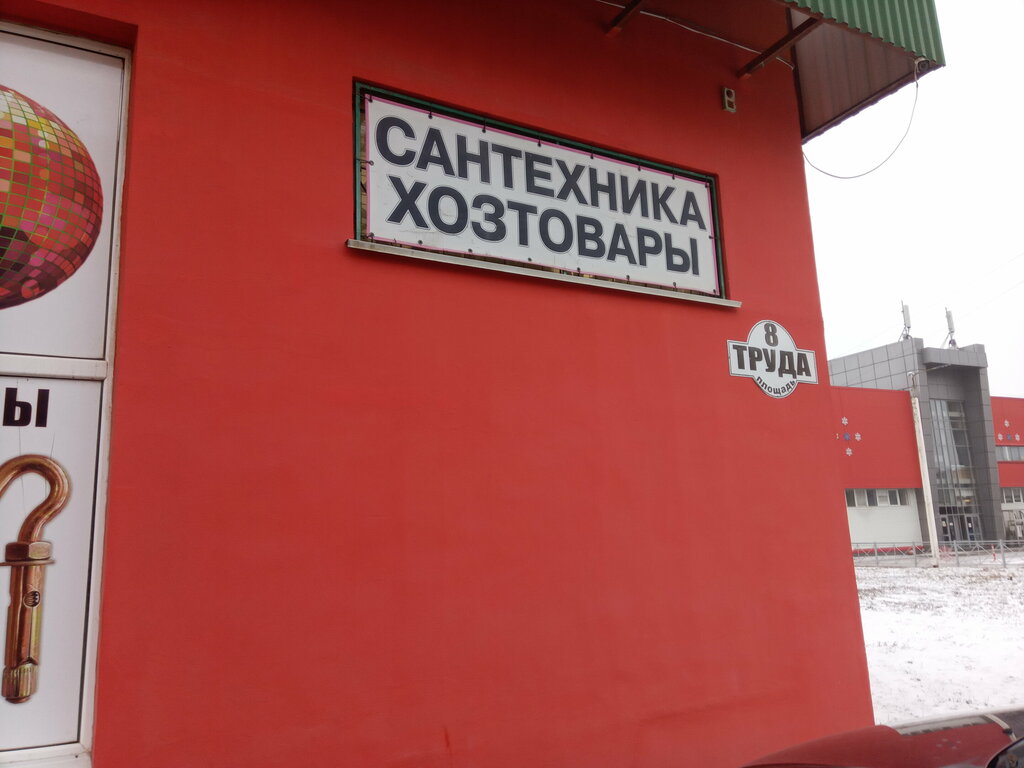 САНТЕХНИКА
ХОЗТОВАРЫ
8
ТРУДА
площадь
Ы